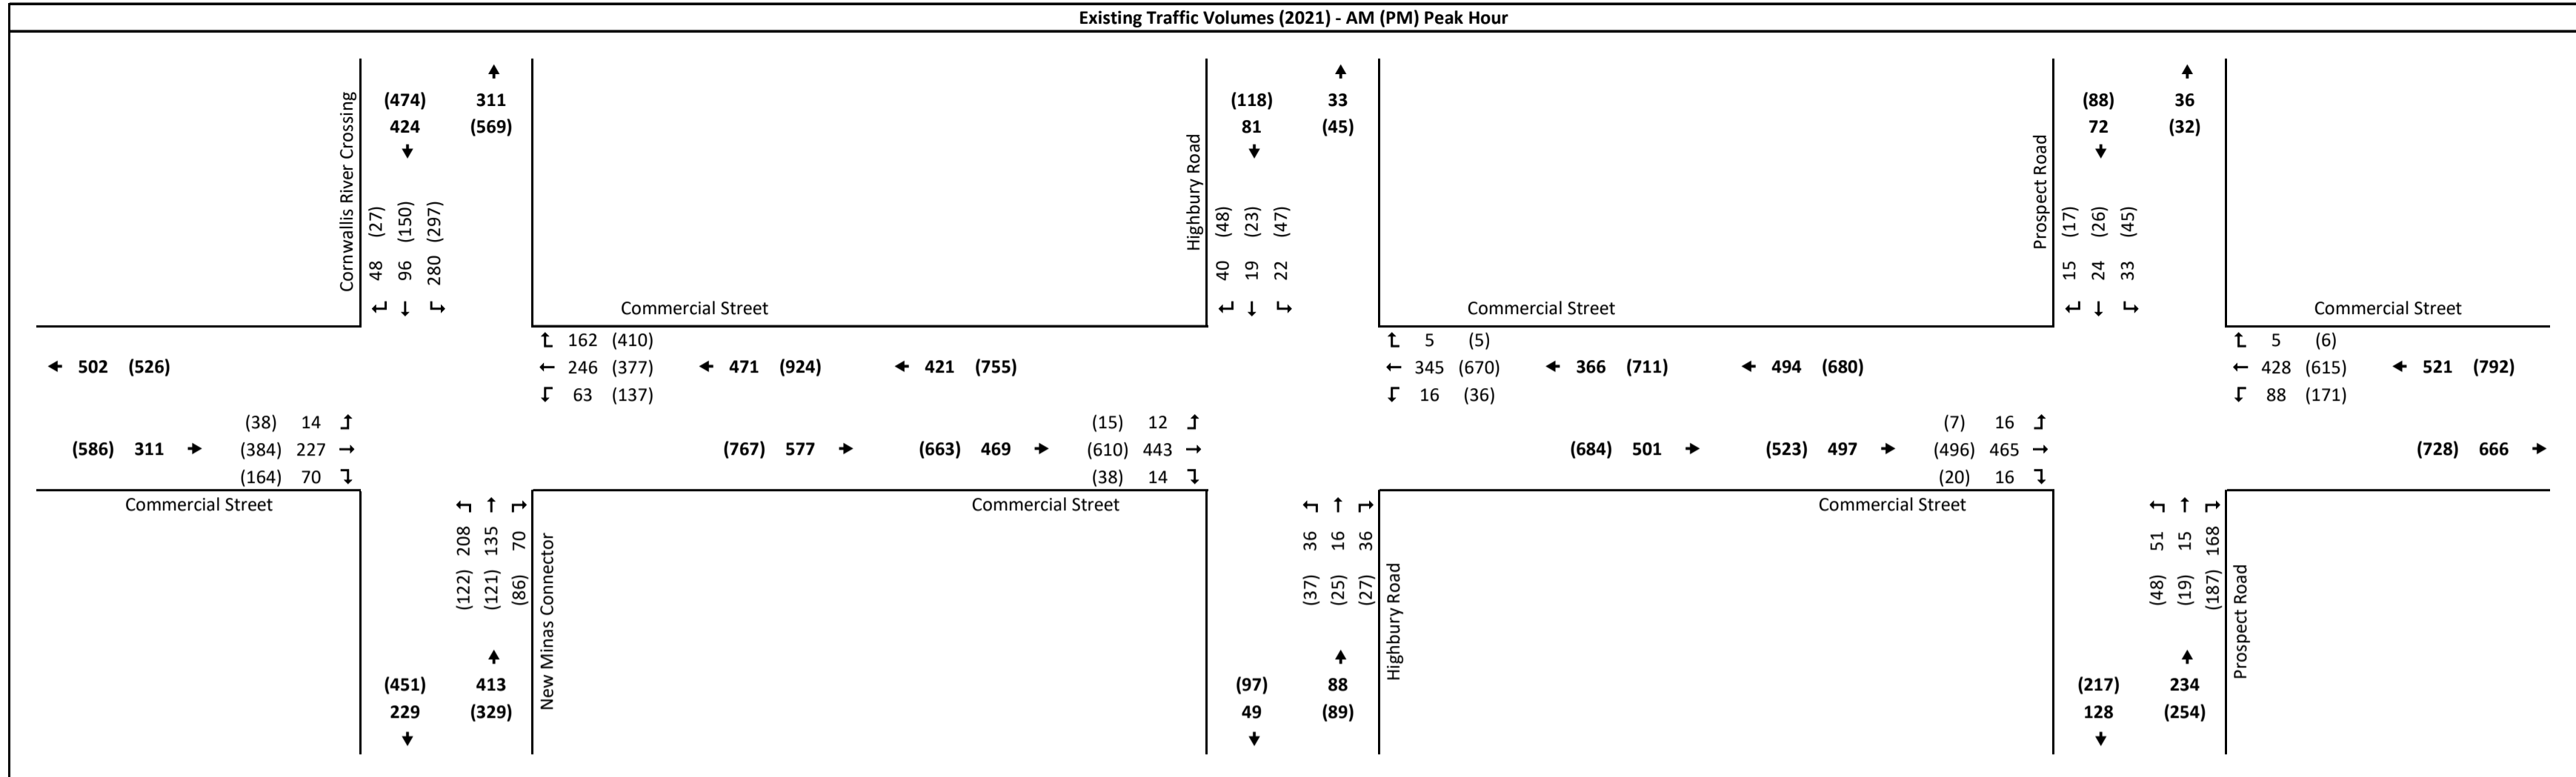 Existing Traffic Volumes (2021) - AM (PM) Peak Hour
(474) 311 (118) 33 (88) 36
424 (569) 81 (45) 72 (32)
Cornwallis River Crossing
48 (27)
96 (150)
280 (297)
Highbury Road
40 (48)
19 (23)
22 (47)
Prospect Road
15 (17)
24 (26)
33 (45)
Commercial Street Commercial Street Commercial Street
162 (410) 5 (5) 5 (6)
502 (526) 246 (377) 471 (924) 421 (755) 345 (670) 366 (711) 494 (680) 428 (615) 521 (792)
63 (137) 16 (36) 88 (171)
(38) 14 (15) 12 (7) 16
(586) 311 (384) 227 (767) 577 (663) 469 (610) 443 (684) 501 (523) 497 (496) 465 (728) 666
(164) 70 (38) 14 (20) 16
Commercial Street Commercial Street Commercial Street
(122) 208
(121) 135
(86) 70
New Minas Connector
(37) 36
(25) 16
(27) 36
Highbury Road
(48) 51
(19) 15
(187) 168
Prospect Road
(451) 413 (97) 88 (217) 234
229 (329) 49 (89) 128 (254)